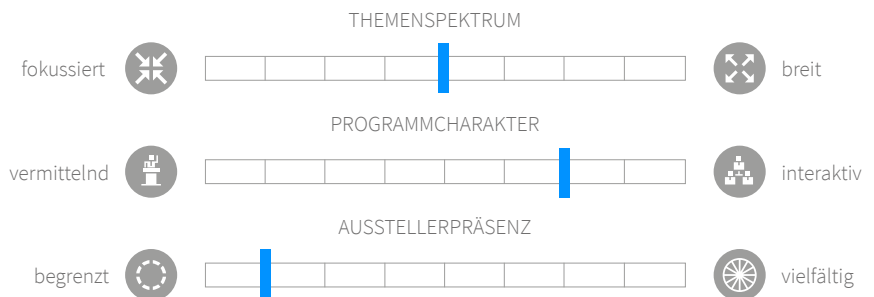 THEMENSPEKTRUM
fokussiert breit
PROGRAMMCHARAKTER
vermittelnd interaktiv
AUSSTELLERPRÄSENZ
begrenzt vielfältig